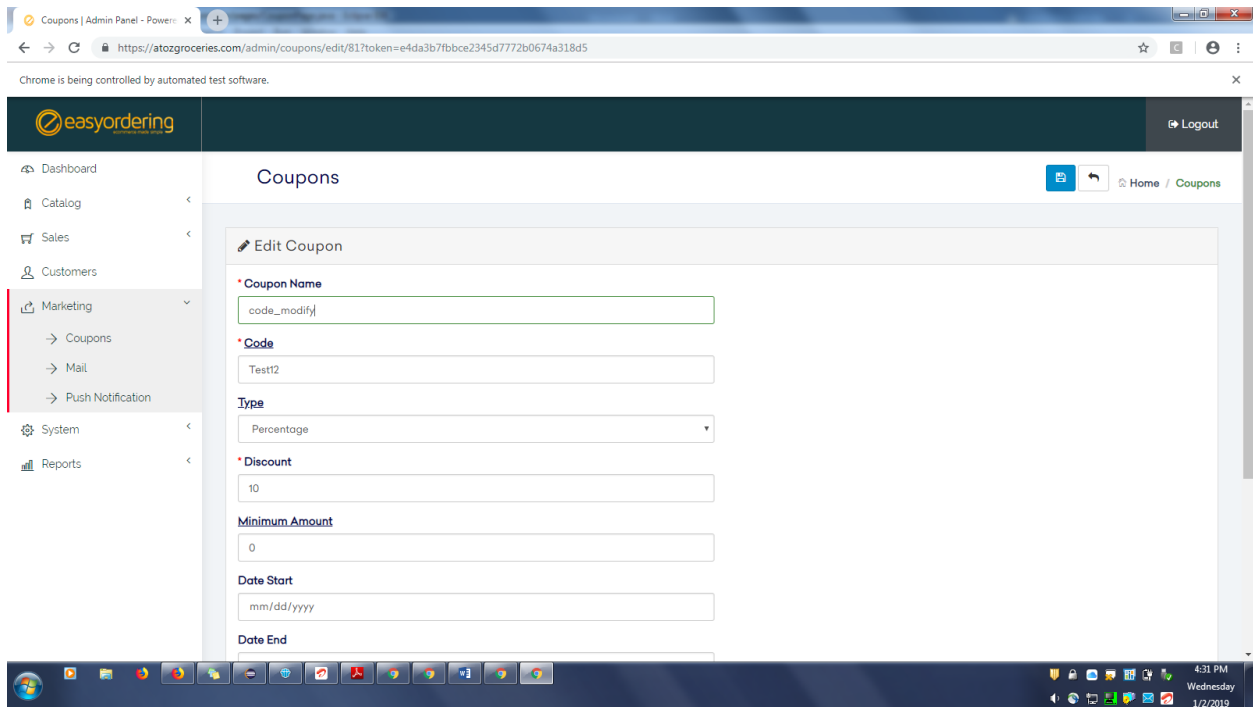 Coupons | Admin Panel - Powere
https://atozgroceries.com/admin/coupons/edit/81?token=e4da3b7fbbce2345d7772b0674a318d5
Chrome is being controlled by automated test software.
easyordering
Logout
Dashboard
Catalog
Sales
Customers
Marketing
Coupons
Mail
Push Notification
System
Reports
Coupons
Home / Coupons
Edit Coupon
* Coupon Name
code_modify
* Code
Test12
Type
Percentage
* Discount
10
Minimum Amount
0
Date Start
mm/dd/yyyy
Date End
4:31 PM
Wednesday
1/2/2019